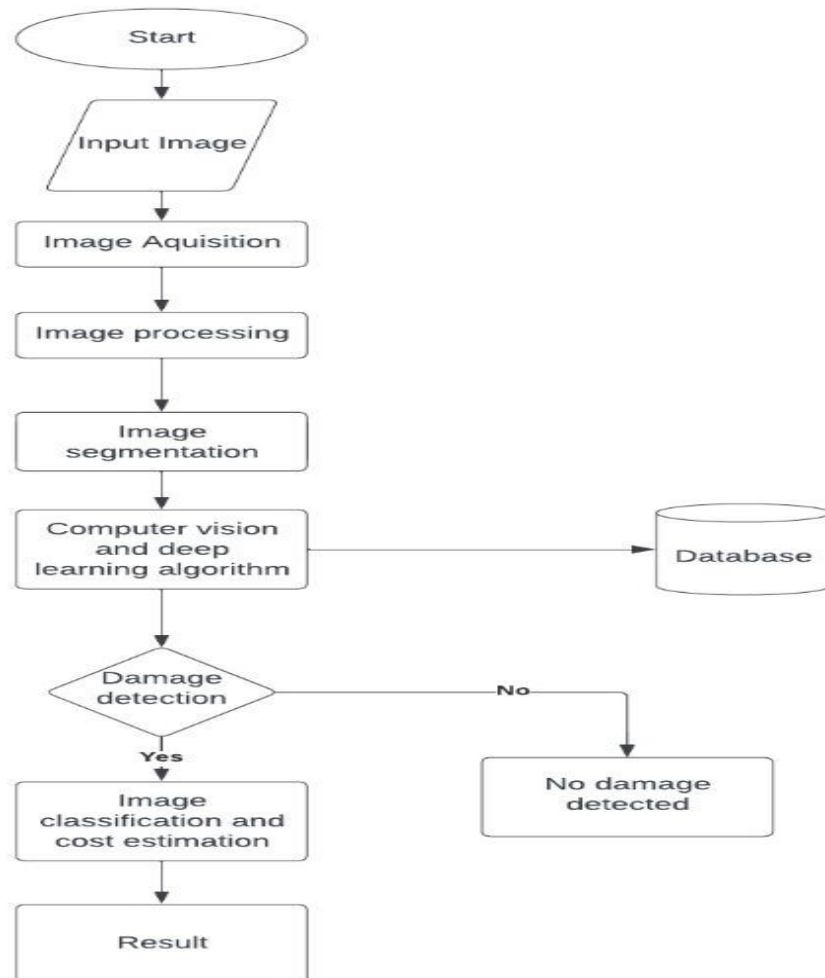 Start
Input Image
Image Aquisition
Image processing
Image
segmentation
Computer vision
and deep
learning algorithm
Database
Damage
detection
No
Yes
No damage
detected
Image
classification and
cost estimation
Result